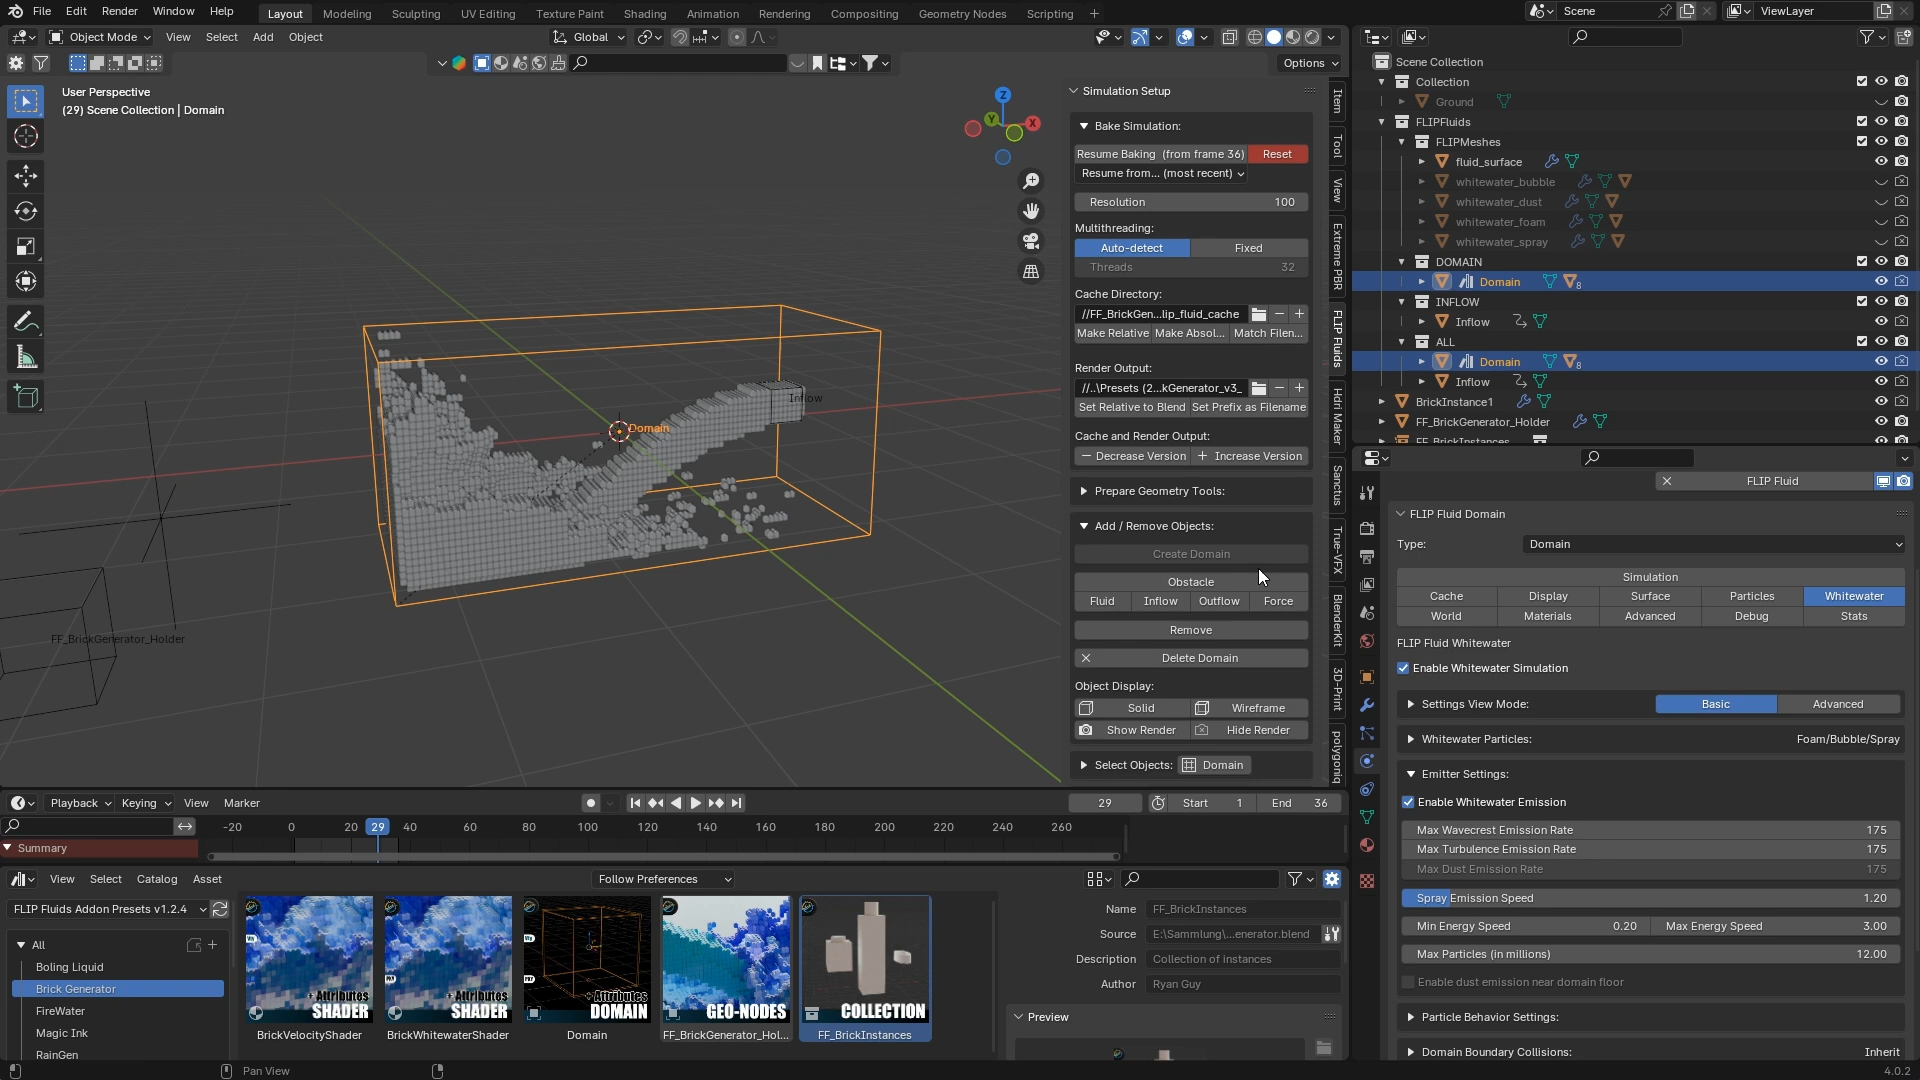 File Edit Render Window Help Layout Modeling Sculpting UV Editing Texture Paint Shading Animation Rendering Compositing Geometry Nodes Scripting + Scene ViewLayer
Object Mode View Select Add Object Global
Options
User Perspective
(29) Scene Collection | Domain
Z
Y
X
Domain
Inflow
FF_BrickGenerator_Holder
Simulation Setup
Bake Simulation:
Resume Baking (from frame 36) Reset
Resume from... (most recent)
Resolution 100
Multithreading:
Auto-detect Fixed
Threads 32
Cache Directory:
//FF_BrickGen...lip_fluid_cache
Make Relative Make Absol... Match Filen...
Render Output:
//..\Presets (2...kGenerator_v3_
Set Relative to Blend Set Prefix as Filename
Cache and Render Output:
Decrease Version Increase Version
Prepare Geometry Tools:
Add / Remove Objects:
Create Domain
Obstacle
Fluid Inflow Outflow Force
Remove
Delete Domain
Object Display:
Solid Wireframe
Show Render Hide Render
Select Objects: Domain
Item
Tool
View
Extreme PBR
FLIP Fluids
Hdri Maker
Sanctus
True-VFX
BlenderKit
3D-Print
polygoniq
Scene Collection
Collection
Ground
FLIPFluids
FLIPMeshes
fluid_surface
whitewater_bubble
whitewater_dust
whitewater_foam
whitewater_spray
DOMAIN
Domain 8
INFLOW
Inflow
ALL
Domain 8
Inflow
BrickInstance1
FF_BrickGenerator_Holder
FF_BrickInstances
FLIP Fluid
FLIP Fluid Domain
Type: Domain
Simulation
Cache Display Surface Particles Whitewater
World Materials Advanced Debug Stats
FLIP Fluid Whitewater
Enable Whitewater Simulation
Settings View Mode: Basic Advanced
Whitewater Particles: Foam/Bubble/Spray
Emitter Settings:
Enable Whitewater Emission
Max Wavecrest Emission Rate 175
Max Turbulence Emission Rate 175
Max Dust Emission Rate 175
Spray Emission Speed 1.20
Min Energy Speed 0.20 Max Energy Speed 3.00
Max Particles (in millions) 12.00
Enable dust emission near domain floor
Particle Behavior Settings:
Domain Boundary Collisions: Inherit
Playback Keying View Marker 29 Start 1 End 36
-20 0 20 29 40 60 80 100 120 140 160 180 200 220 240 260
Summary
View Select Catalog Asset Follow Preferences
FLIP Fluids Addon Presets v1.2.4
All
Boling Liquid
Brick Generator
FireWater
Magic Ink
RainGen
+ Attributes
SHADER
BrickVelocityShader
+ Attributes
SHADER
BrickWhitewaterShader
+ Attributes
DOMAIN
Domain
GEO-NODES
FF_BrickGenerator_Hol...
COLLECTION
FF_BrickInstances
Name FF_BrickInstances
Source E:\Sammlung\...enerator.blend
Description Collection of instances
Author Ryan Guy
Preview
Pan View 4.0.2